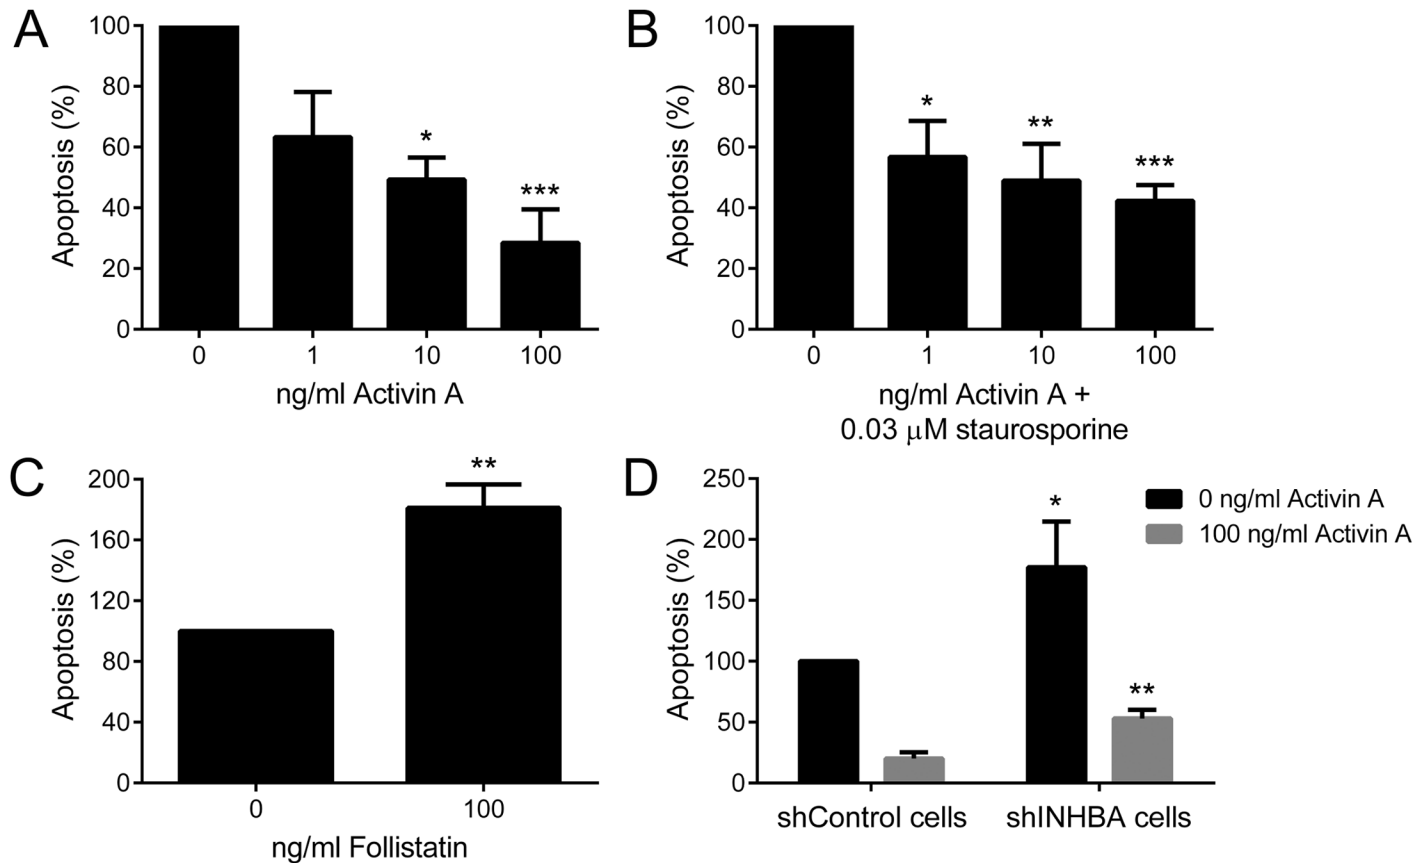 A
Apoptosis (%)
100
80
60
40
20
0
*
***
0 1 10 100
ng/ml Activin A
B
Apoptosis (%)
100
80
60
40
20
0
*
**
***
0 1 10 100
ng/ml Activin A +
0.03 μM staurosporine
C
Apoptosis (%)
200
160
120
80
40
0
**
0 100
ng/ml Follistatin
D
Apoptosis (%)
250
200
150
100
50
0
*
**
0 ng/ml Activin A
100 ng/ml Activin A
shControl cells shINHBA cells